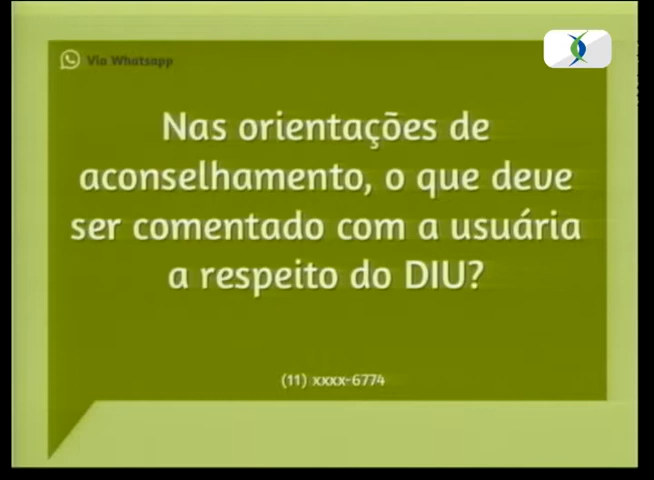 Via Whatsapp
Nas orientações de
aconselhamento, o que deve
ser comentado com a usuária
a respeito do DIU?
(11) xxxx-6774